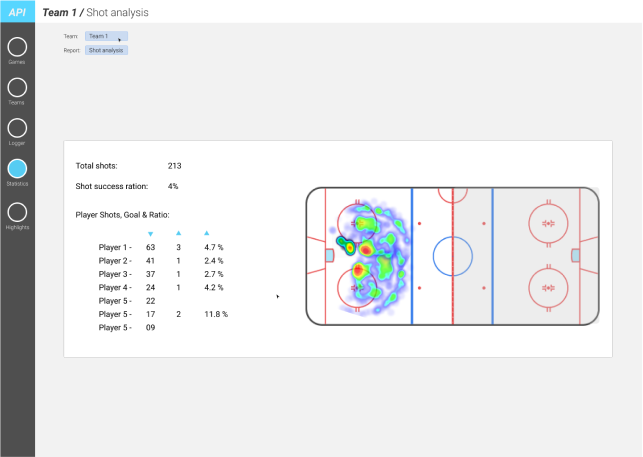 API
Team 1 / Shot analysis
Team: Team 1
Report: Shot analysis
Games
Teams
Logger
Statistics
Highlights
Total shots: 213
Shot success ration: 4%
Player Shots, Goal & Ratio:
Player 1 - 63 3 4.7 %
Player 2 - 41 1 2.4 %
Player 3 - 37 1 2.7 %
Player 4 - 24 1 4.2 %
Player 5 - 22
Player 5 - 17 2 11.8 %
Player 5 - 09